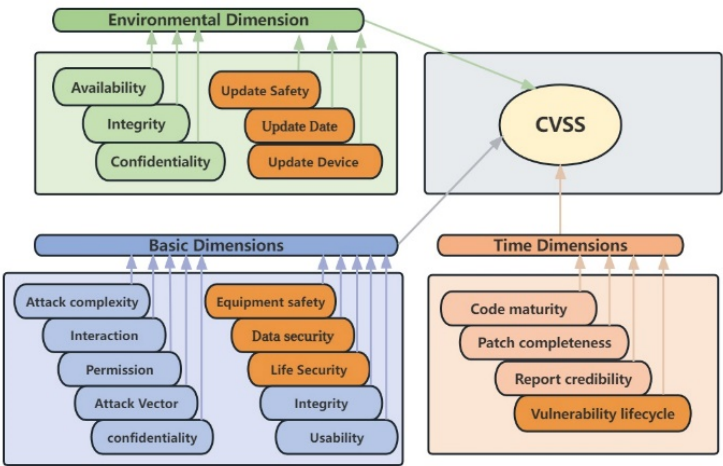 Environmental Dimension
Availability
Integrity
Confidentiality
Update Safety
Update Date
Update Device
CVSS
Basic Dimensions
Attack complexity
Interaction
Permission
Attack Vector
confidentiality
Equipment safety
Data security
Life Security
Integrity
Usability
Time Dimensions
Code maturity
Patch completeness
Report credibility
Vulnerability lifecycle